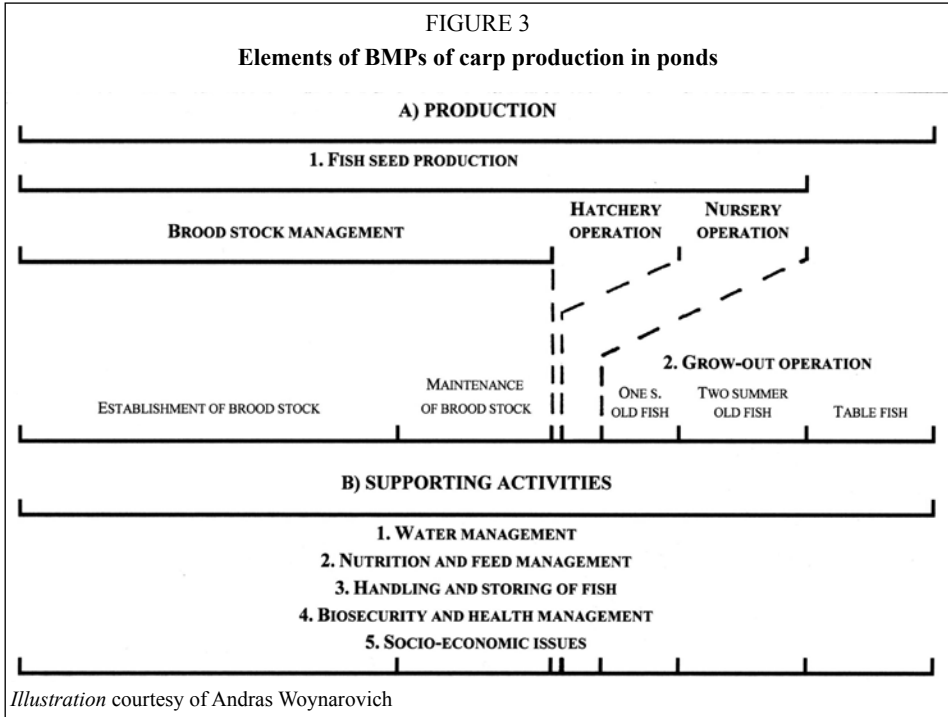 FIGURE 3
Elements of BMPs of carp production in ponds
A) PRODUCTION
1. FISH SEED PRODUCTION
BROOD STOCK MANAGEMENT
HATCHERY
OPERATION
NURSERY
OPERATION
2. GROW-OUT OPERATION
ESTABLISHMENT OF BROOD STOCK
MAINTENANCE
OF BROOD STOCK
ONE S.
OLD FISH
TWO SUMMER
OLD FISH
TABLE FISH
B) SUPPORTING ACTIVITIES
1. WATER MANAGEMENT
2. NUTRITION AND FEED MANAGEMENT
3. HANDLING AND STORING OF FISH
4. BIOSECURITY AND HEALTH MANAGEMENT
5. SOCIO-ECONOMIC ISSUES
Illustration courtesy of Andras Woynarovich